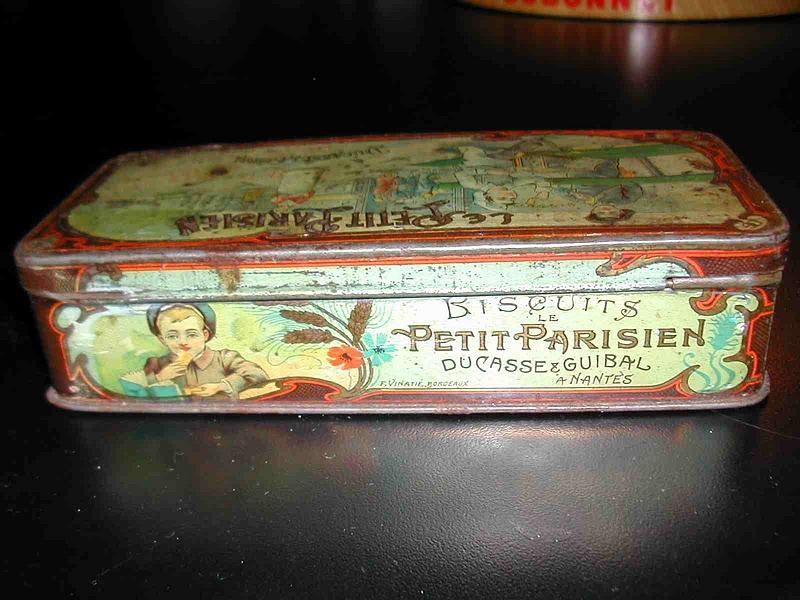 LE PETIT PARISIEN
BISCUITS
LE
PETIT PARISIEN
DUCASSE & GUIBAL
A NANTES
F. VINATIÉ, BORDEAUX